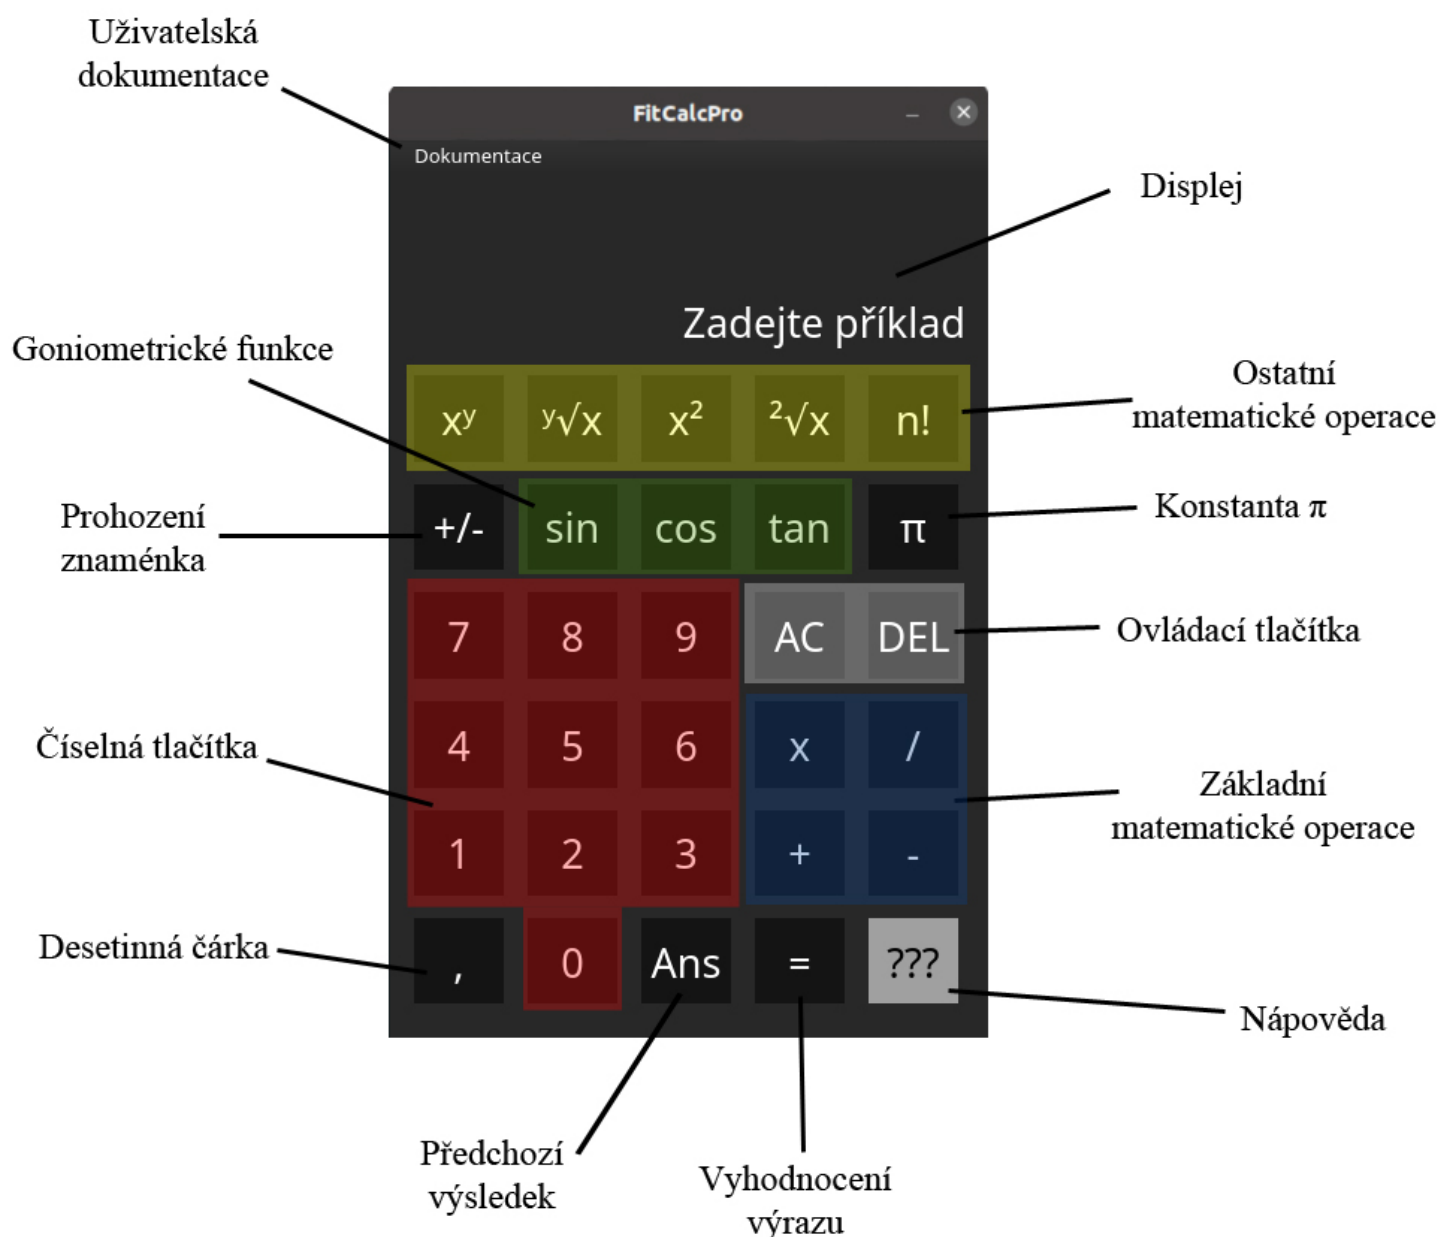 Uživatelská
dokumentace
FitCalcPro
Dokumentace
Displej
Zadejte příklad
Goniometrické funkce
Ostatní
matematické operace
xʸ ʸ√x x² ²√x n!
Prohození
znaménka
+/- sin cos tan π
Konstanta π
7 8 9 AC DEL
Ovládací tlačítka
Číselná tlačítka
4 5 6 x /
Základní
matematické operace
1 2 3 + -
Desetinná čárka
, 0 Ans = ???
Nápověda
Předchozí
výsledek
Vyhodnocení
výrazu